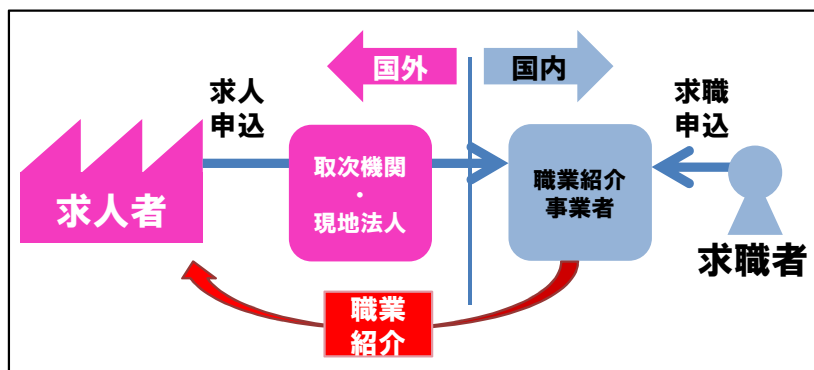 国外
国内
求人
申込
求職
申込
求人者
取次機関
・
現地法人
職業紹介
事業者
求職者
職業
紹介